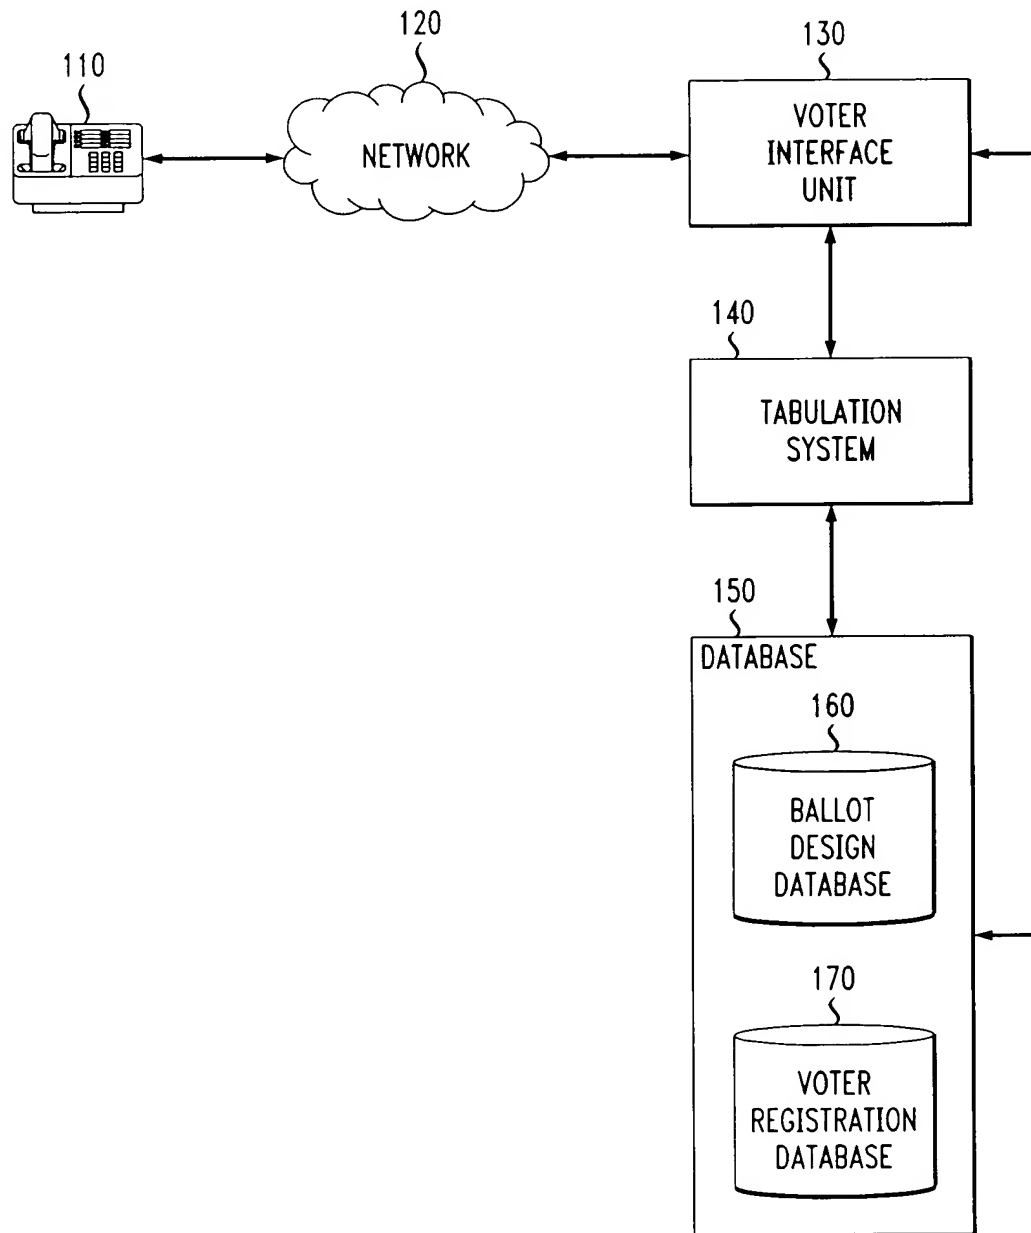 110
120
130
NETWORK
VOTER
INTERFACE
UNIT
140
TABULATION
SYSTEM
150
DATABASE
160
BALLOT
DESIGN
DATABASE
170
VOTER
REGISTRATION
DATABASE